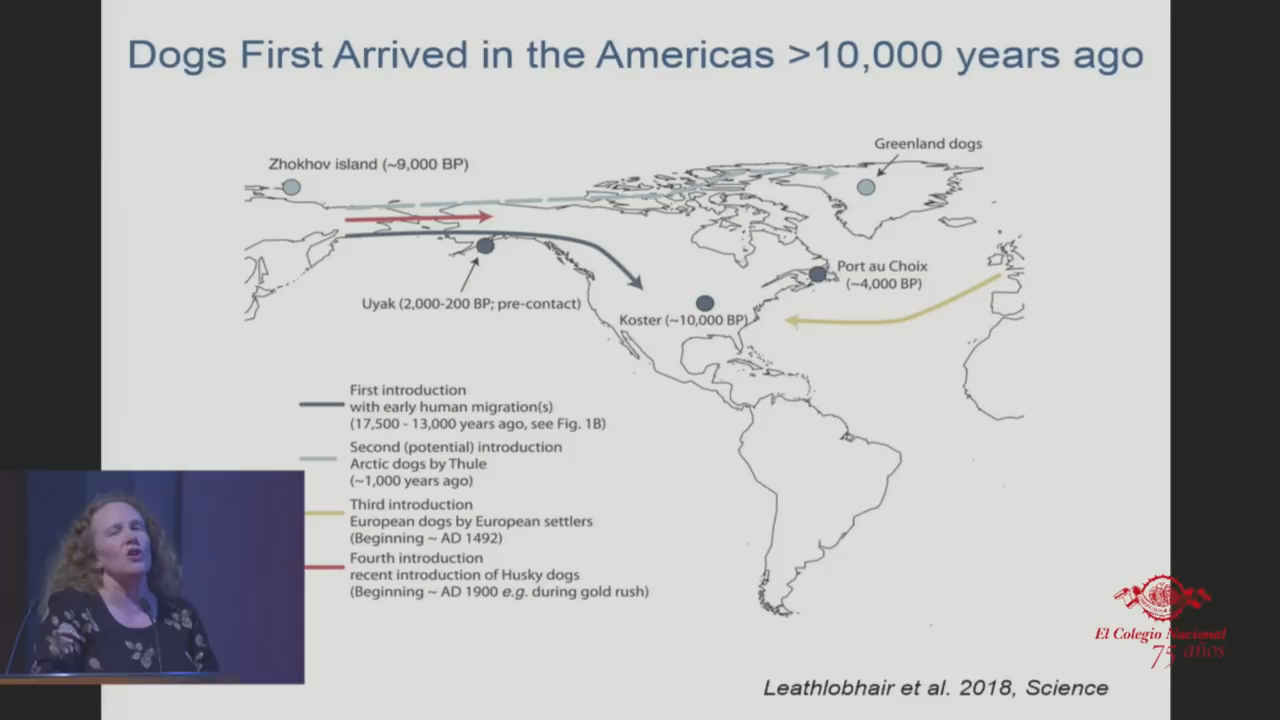 Dogs First Arrived in the Americas >10,000 years ago
Greenland dogs
Zhokhov island (~9,000 BP)
Port au Choix
(~4,000 BP)
Uyak (2,000-200 BP; pre-contact)
Koster (~10,000 BP)
First introduction
with early human migration(s)
(17,500 - 13,000 years ago, see Fig. 1B)
Second (potential) introduction
Arctic dogs by Thule
(~1,000 years ago)
Third introduction
European dogs by European settlers
(Beginning ~ AD 1492)
Fourth introduction
recent introduction of Husky dogs
(Beginning ~ AD 1900 e.g. during gold rush)
El Colegio Nacional
75 años
Leathlobhair et al. 2018, Science